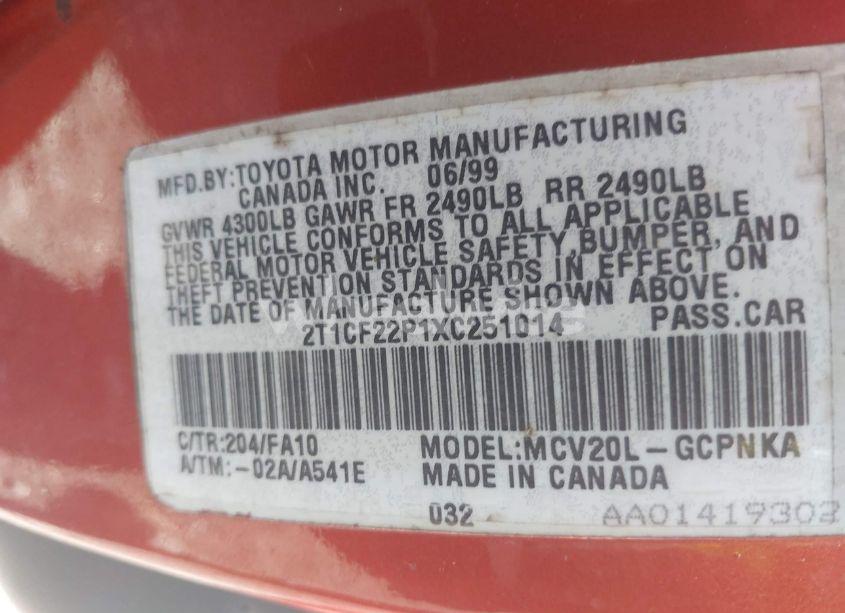 MFD.BY:TOYOTA MOTOR MANUFACTURING
CANADA INC. 06/99
GVWR 4300LB GAWR FR 2490LB RR 2490LB
THIS VEHICLE CONFORMS TO ALL APPLICABLE
FEDERAL MOTOR VEHICLE SAFETY,BUMPER, AND
THEFT PREVENTION STANDARDS IN EFFECT ON
THE DATE OF MANUFACTURE SHOWN ABOVE.
2T1CF22P1XC251014 PASS.CAR
C/TR:204/FA10 MODEL:MCV20L-GCPNKA
A/TM:-02A/A541E MADE IN CANADA
032 AA01419302